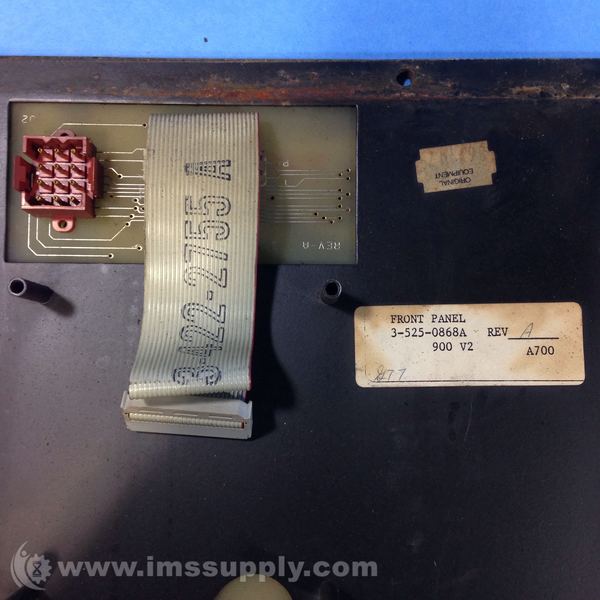 J2
P
ORIGINAL
EQUIPMENT
3422-2755 A
REV-A
FRONT PANEL
3-525-0868A REV A
900 V2 A700
www.imssupply.com